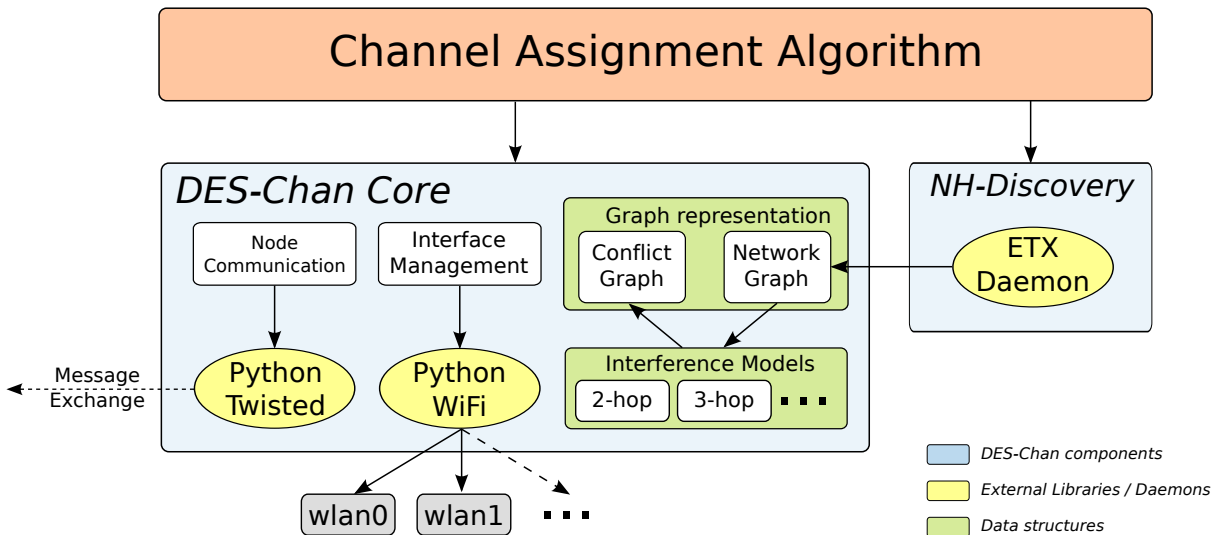 Channel Assignment Algorithm
DES-Chan Core
NH-Discovery
Node
Communication
Interface
Management
Graph representation
Conflict
Graph
Network
Graph
ETX
Daemon
Message
Exchange
Python
Twisted
Python
WiFi
Interference Models
2-hop
3-hop
wlan0
wlan1
DES-Chan components
External Libraries / Daemons
Data structures